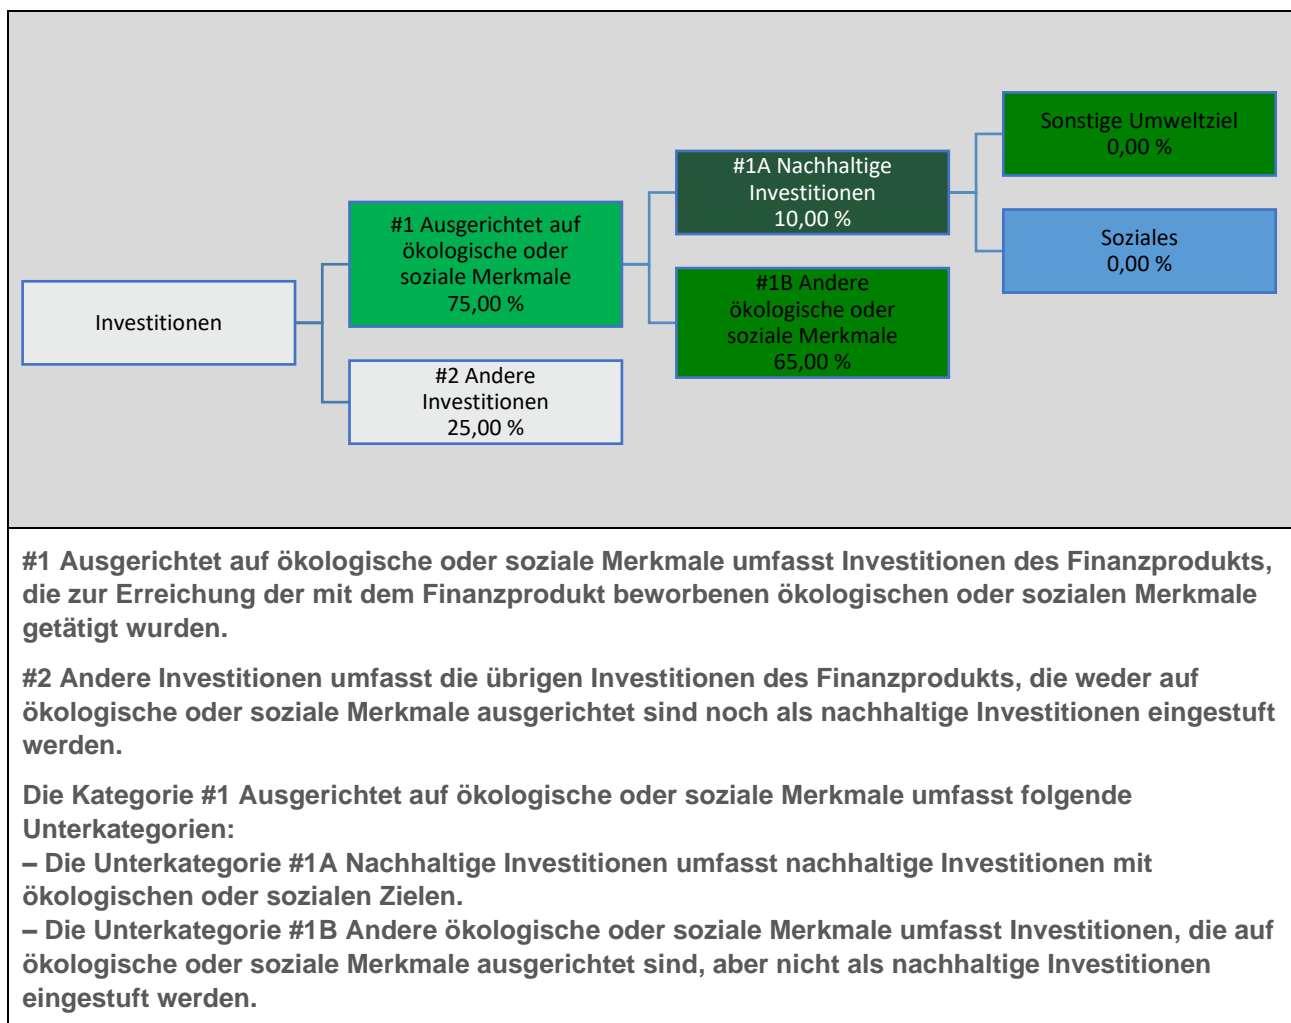 Investitionen
#1 Ausgerichtet auf
ökologische oder
soziale Merkmale
75,00 %
#2 Andere
Investitionen
25,00 %
#1A Nachhaltige
Investitionen
10,00 %
#1B Andere
ökologische oder
soziale Merkmale
65,00 %
Sonstige Umweltziel
0,00 %
Soziales
0,00 %
#1 Ausgerichtet auf ökologische oder soziale Merkmale umfasst Investitionen des Finanzprodukts,
die zur Erreichung der mit dem Finanzprodukt beworbenen ökologischen oder sozialen Merkmale
getätigt wurden.
#2 Andere Investitionen umfasst die übrigen Investitionen des Finanzprodukts, die weder auf
ökologische oder soziale Merkmale ausgerichtet sind noch als nachhaltige Investitionen eingestuft
werden.
Die Kategorie #1 Ausgerichtet auf ökologische oder soziale Merkmale umfasst folgende
Unterkategorien:
– Die Unterkategorie #1A Nachhaltige Investitionen umfasst nachhaltige Investitionen mit
ökologischen oder sozialen Zielen.
– Die Unterkategorie #1B Andere ökologische oder soziale Merkmale umfasst Investitionen, die auf
ökologische oder soziale Merkmale ausgerichtet sind, aber nicht als nachhaltige Investitionen
eingestuft werden.